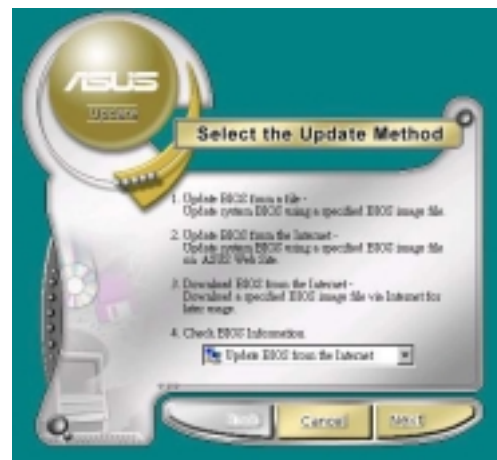 ASUS
Update
Select the Update Method
1. Update BIOS from a file -
Update system BIOS using a specified BIOS image file.
2. Update BIOS from the Internet -
Update system BIOS using a specified BIOS image file
on ASUS Web Site.
3. Download BIOS from the Internet -
Download a specified BIOS image file via Internet for
later usage.
4. Check BIOS Information
Update BIOS from the Internet
Cancel
Next